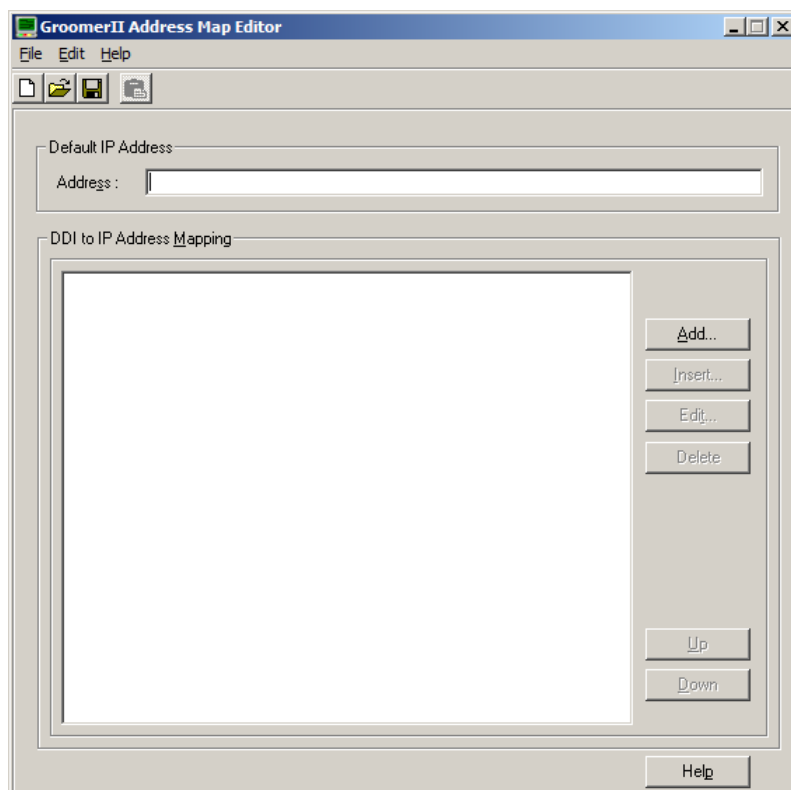 GroomerII Address Map Editor
File Edit Help
Default IP Address
Address :
DDI to IP Address Mapping
Add...
Insert...
Edit...
Delete
Up
Down
Help